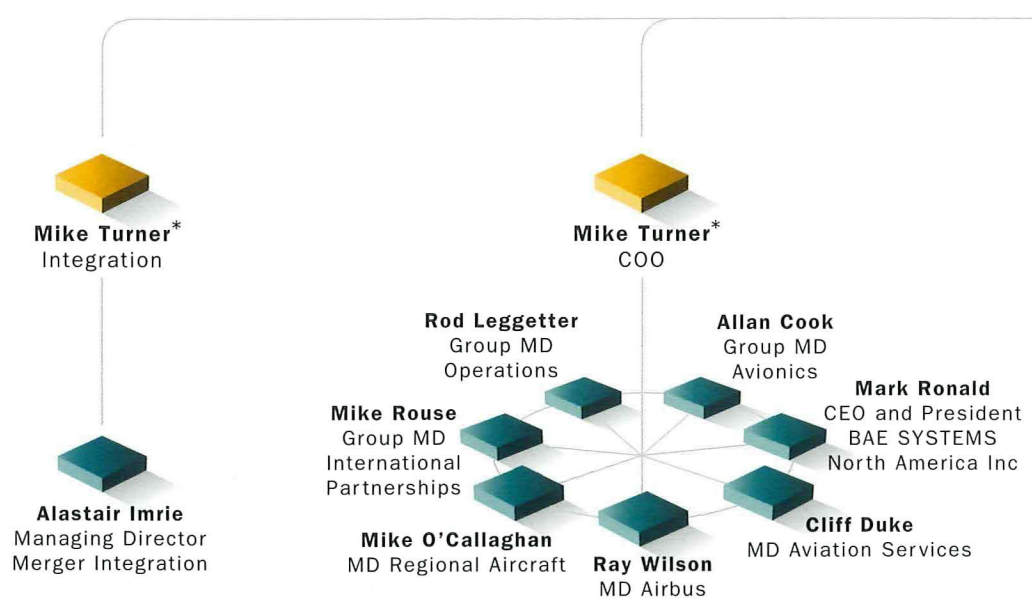 Mike Turner*
Integration
Alastair Imrie
Managing Director
Merger Integration
Mike Turner*
COO
Rod Leggetter
Group MD
Operations
Allan Cook
Group MD
Avionics
Mike Rouse
Group MD
International
Partnerships
Mark Ronald
CEO and President
BAE SYSTEMS
North America Inc
Mike O'Callaghan
MD Regional Aircraft
Ray Wilson
MD Airbus
Cliff Duke
MD Aviation Services